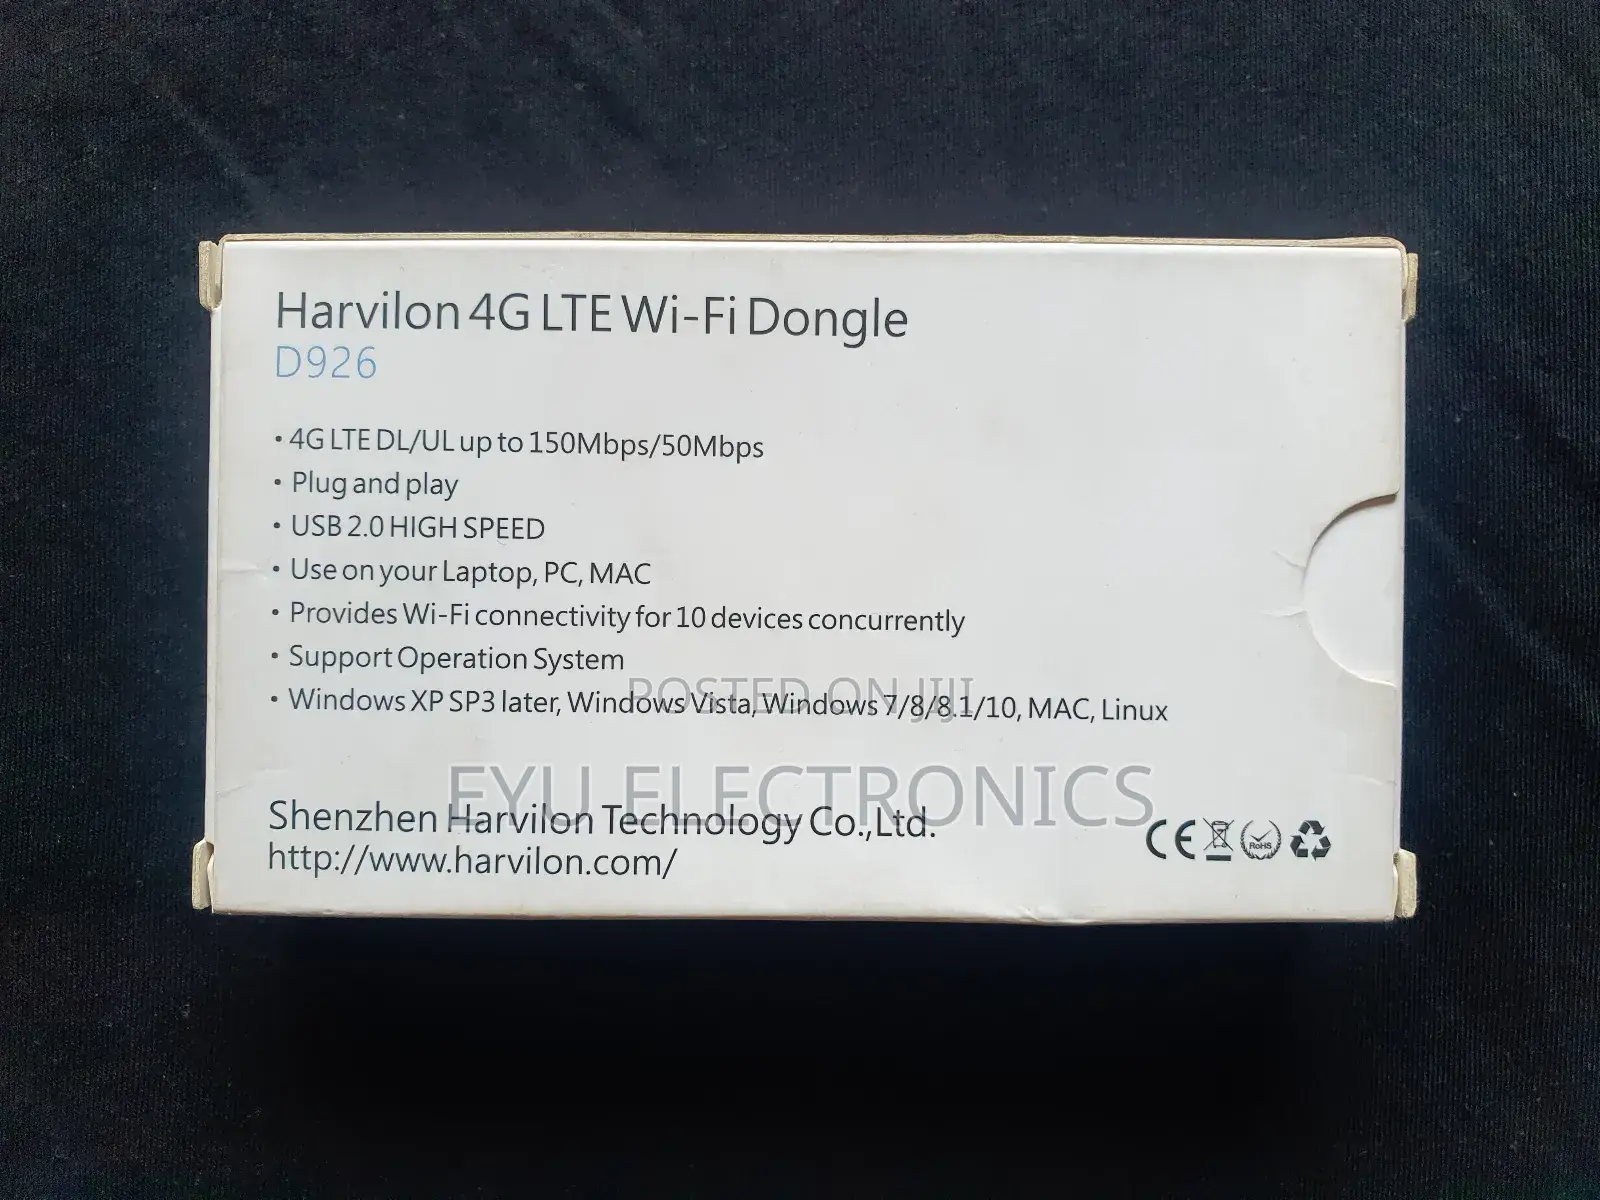 Harvilon 4G LTE Wi-Fi Dongle
D926
• 4G LTE DL/UL up to 150Mbps/50Mbps
• Plug and play
• USB 2.0 HIGH SPEED
• Use on your Laptop, PC, MAC
• Provides Wi-Fi connectivity for 10 devices concurrently
• Support Operation System
• Windows XP SP3 later, Windows Vista, Windows 7/8/8.1/10, MAC, Linux
POSTED ON JIJI
EYU ELECTRONICS
Shenzhen Harvilon Technology Co.,Ltd.
http://www.harvilon.com/
CE
RoHS